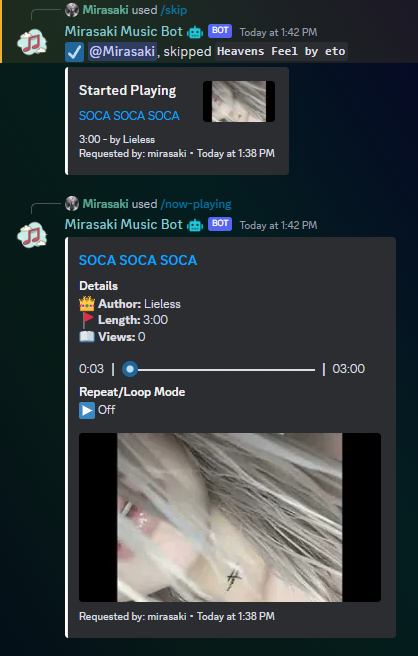 Mirasaki used /skip
Mirasaki Music Bot BOT Today at 1:42 PM
@Mirasaki, skipped Heavens Feel by eto
Started Playing
SOCA SOCA SOCA
3:00 - by Lieless
Requested by: mirasaki • Today at 1:38 PM
Mirasaki used /now-playing
Mirasaki Music Bot BOT Today at 1:42 PM
SOCA SOCA SOCA
Details
Author: Lieless
Length: 3:00
Views: 0
0:03 | | 03:00
Repeat/Loop Mode
Off
Requested by: mirasaki • Today at 1:38 PM